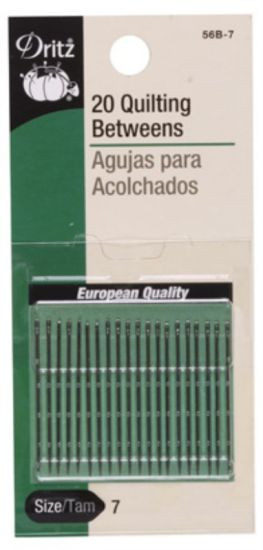 Dritz
56B-7
20 Quilting
Betweens
Agujas para
Acolchados
European Quality
Size/Tam 7